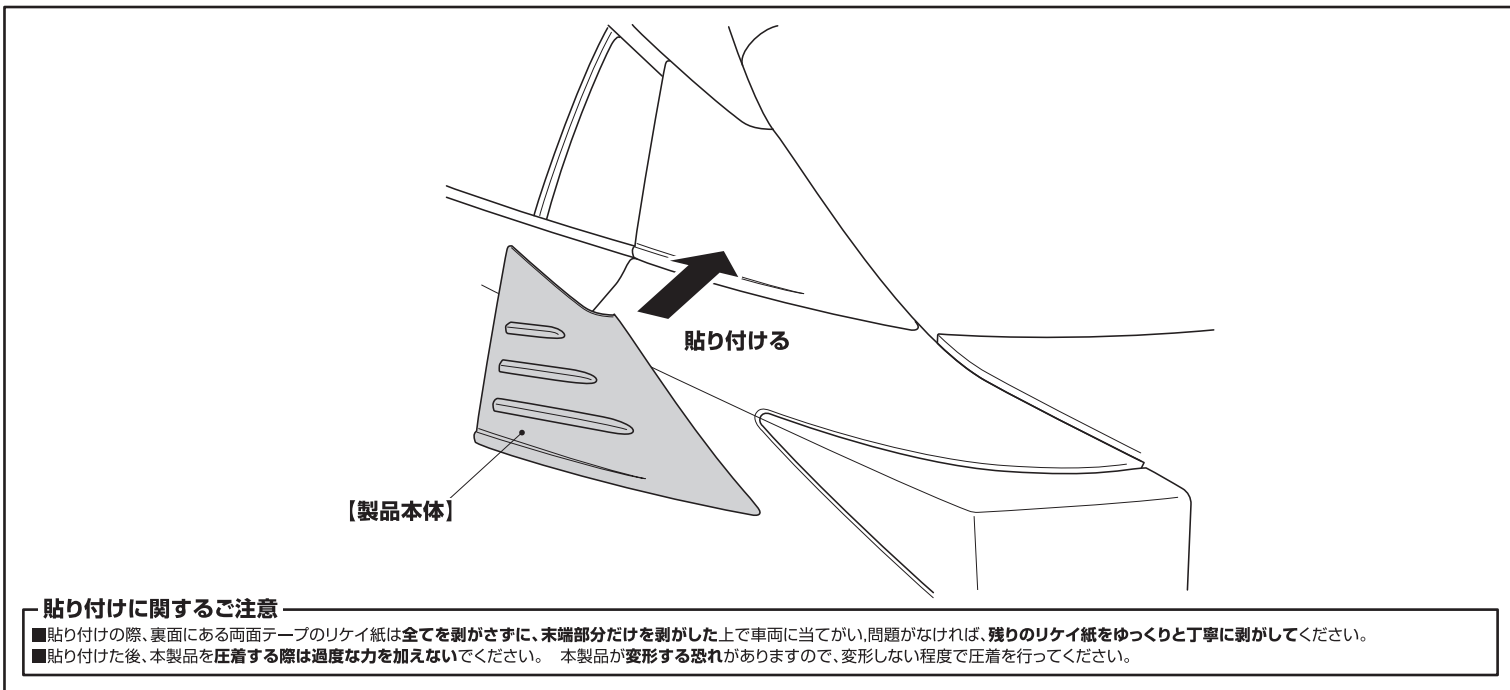 貼り付ける
【製品本体】
貼り付けに関するご注意
■貼り付けの際、裏面にある両面テープのリケイ紙は全てを剥がさずに、末端部分だけを剥がした上で車両に当てがい,問題がなければ、残りのリケイ紙をゆっくりと丁寧に剥がしてください。
■貼り付けた後、本製品を圧着する際は過度な力を加えないでください。　本製品が変形する恐れがありますので、変形しない程度で圧着を行ってください。